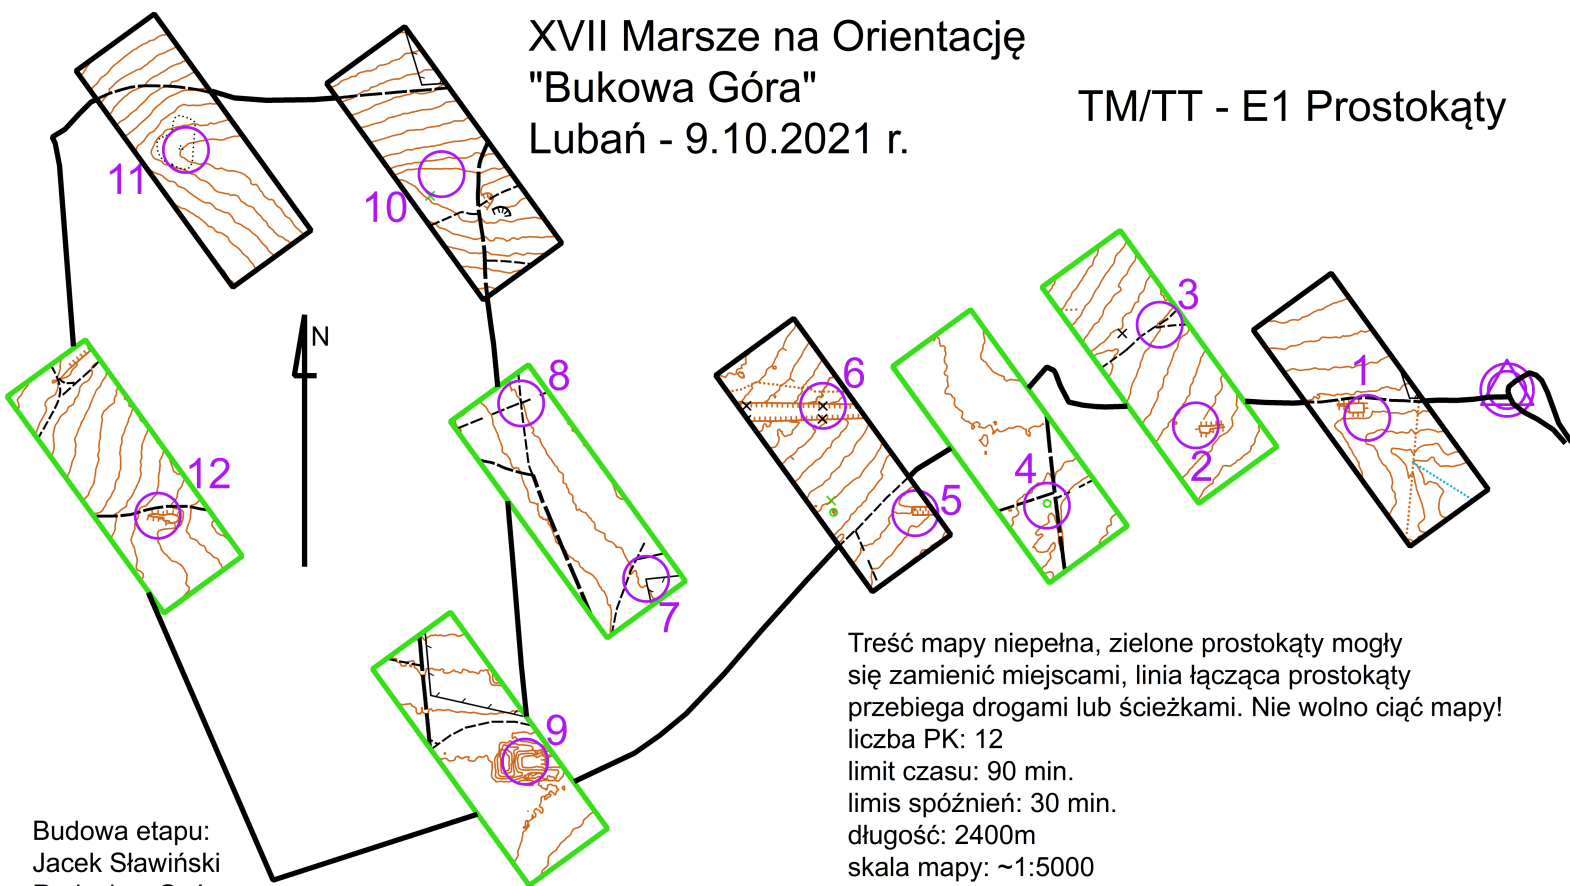 XVII Marsze na Orientację
"Bukowa Góra"
Lubań - 9.10.2021 r.
TM/TT - E1 Prostokąty
11
10
N
3
1
8
6
2
12
4
5
7
9
Treść mapy niepełna, zielone prostokąty mogły
się zamienić miejscami, linia łącząca prostokąty
przebiega drogami lub ścieżkami. Nie wolno ciąć mapy!
liczba PK: 12
limit czasu: 90 min.
limis spóźnień: 30 min.
długość: 2400m
skala mapy: ~1:5000
Budowa etapu:
Jacek Sławiński